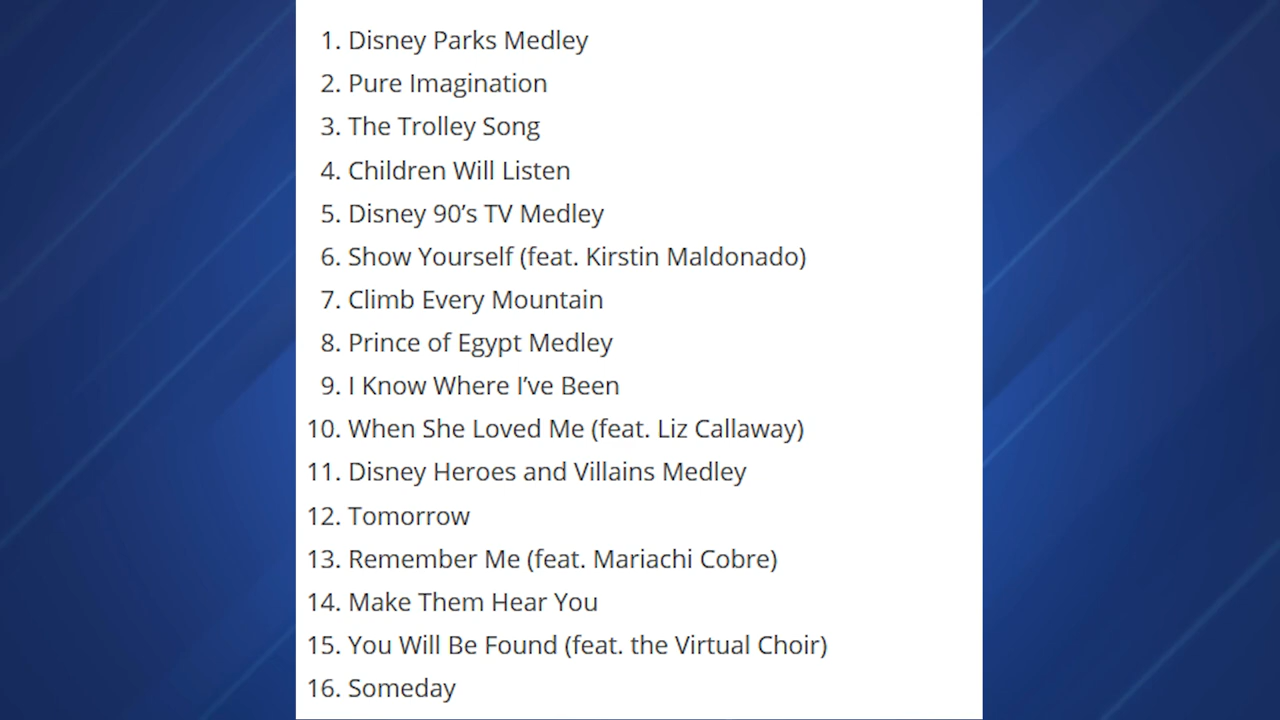 1. Disney Parks Medley
2. Pure Imagination
3. The Trolley Song
4. Children Will Listen
5. Disney 90’s TV Medley
6. Show Yourself (feat. Kirstin Maldonado)
7. Climb Every Mountain
8. Prince of Egypt Medley
9. I Know Where I’ve Been
10. When She Loved Me (feat. Liz Callaway)
11. Disney Heroes and Villains Medley
12. Tomorrow
13. Remember Me (feat. Mariachi Cobre)
14. Make Them Hear You
15. You Will Be Found (feat. the Virtual Choir)
16. Someday